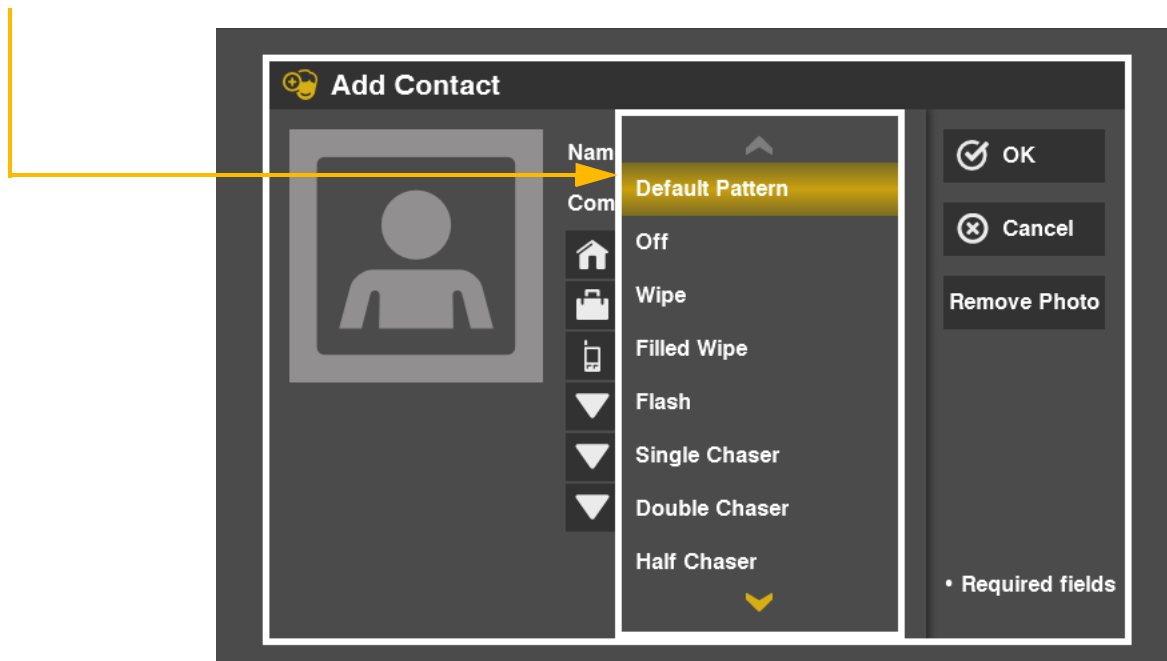 Add Contact
Nam
Com
Default Pattern
Off
Wipe
Filled Wipe
Flash
Single Chaser
Double Chaser
Half Chaser
OK
Cancel
Remove Photo
• Required fields